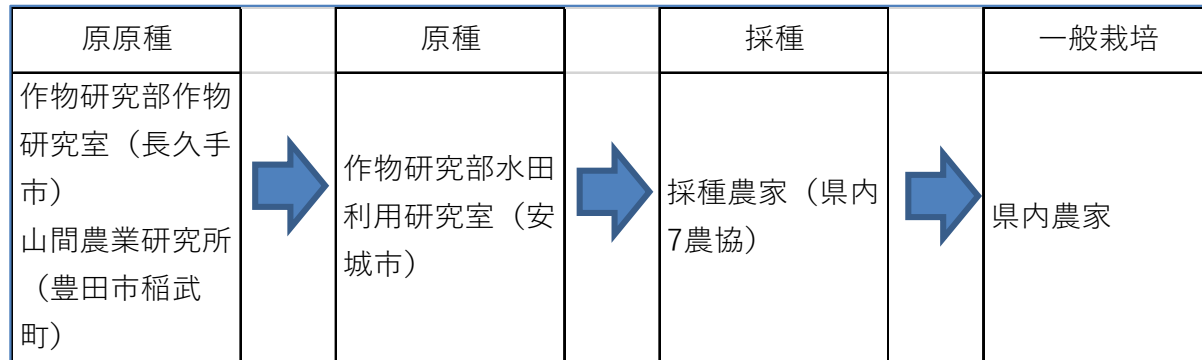 原原種
原種
採種
一般栽培
作物研究部作物
研究室（長久手
市）
山間農業研究所
（豊田市稲武
町）
作物研究部水田
利用研究室（安
城市）
採種農家（県内
7農協）
県内農家